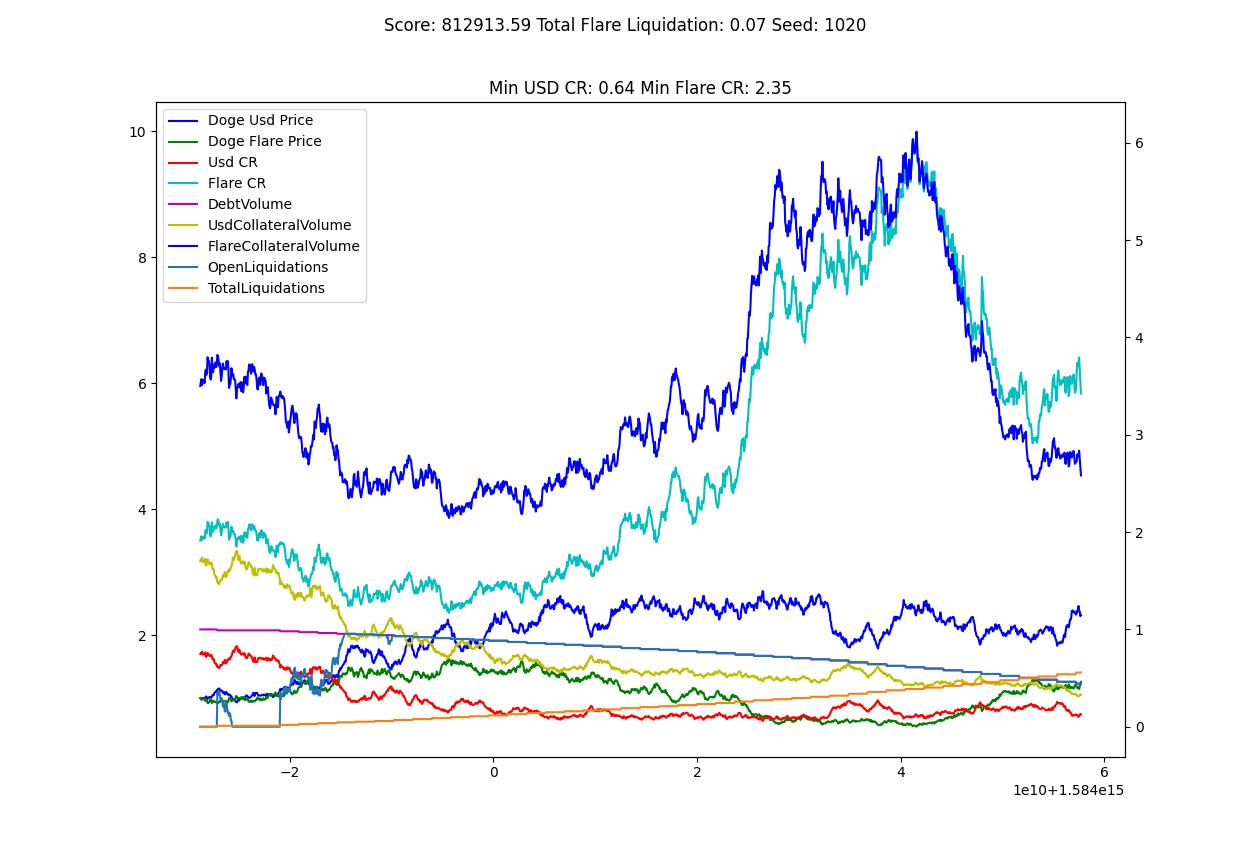 Score: 812913.59 Total Flare Liquidation: 0.07 Seed: 1020
Min USD CR: 0.64 Min Flare CR: 2.35
Doge Usd Price
Doge Flare Price
Usd CR
Flare CR
DebtVolume
UsdCollateralVolume
FlareCollateralVolume
OpenLiquidations
TotalLiquidations
10
8
6
4
2
6
5
4
3
2
1
0
−2
0
2
4
6
1e10+1.584e15